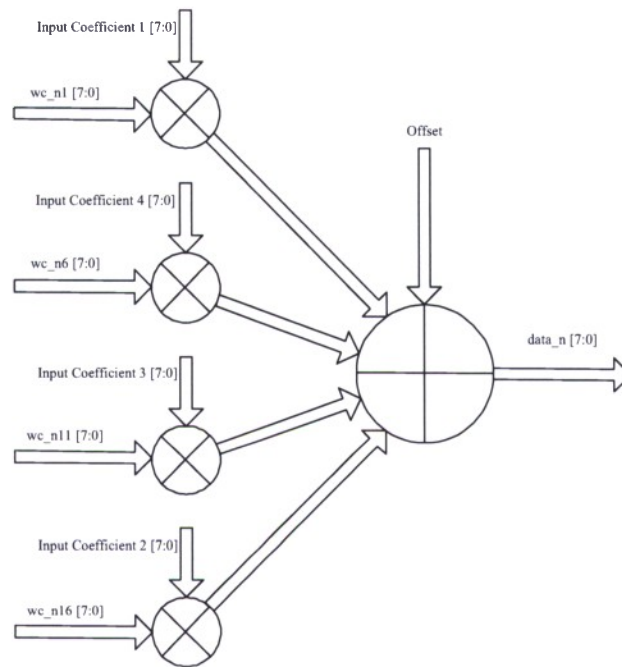 Input Coefficient 1 [7:0]
wc_n1 [7:0]
Offset
Input Coefficient 4 [7:0]
wc_n6 [7:0]
data_n [7:0]
Input Coefficient 3 [7:0]
wc_n11 [7:0]
Input Coefficient 2 [7:0]
wc_n16 [7:0]